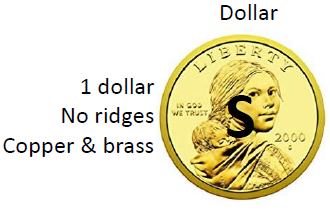 Dollar
1 dollar
No ridges
Copper & brass
LIBERTY
IN GOD
WE TRUST
S
2000